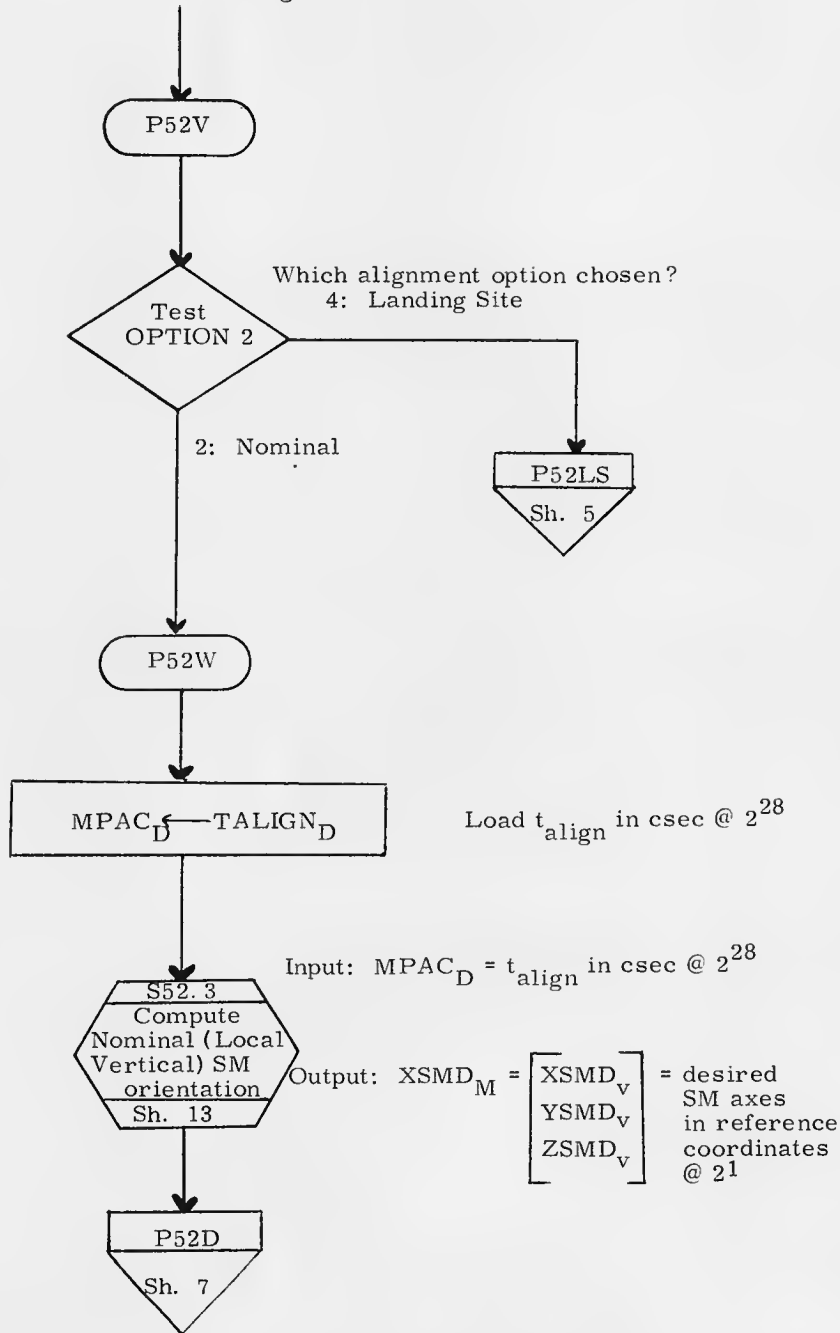 P52V
Which alignment option chosen?
4: Landing Site
Test
OPTION 2
2: Nominal
P52LS
Sh. 5
P52W
MPAC_D ← TALIGN_D
Load t_align in csec @ 2^28
Input: MPAC_D = t_align in csec @ 2^28
S52.3
Compute
Nominal (Local
Vertical) SM
orientation
Sh. 13
Output: XSMD_M = [XSMD_v
YSMD_v
ZSMD_v] = desired
SM axes
in reference
coordinates
@ 2^1
P52D
Sh. 7